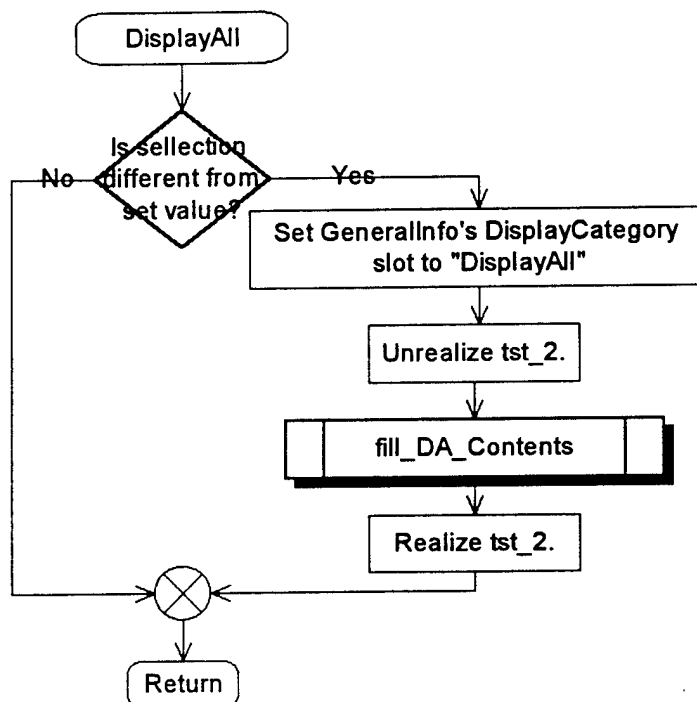 DisplayAll
Is sellection
different from
set value?
No
Yes
Set GeneralInfo's DisplayCategory
slot to "DisplayAll"
Unrealize tst_2.
fill_DA_Contents
Realize tst_2.
Return